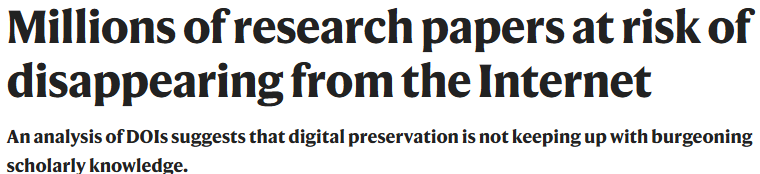 Millions of research papers at risk of
disappearing from the Internet
An analysis of DOIs suggests that digital preservation is not keeping up with burgeoning
scholarly knowledge.